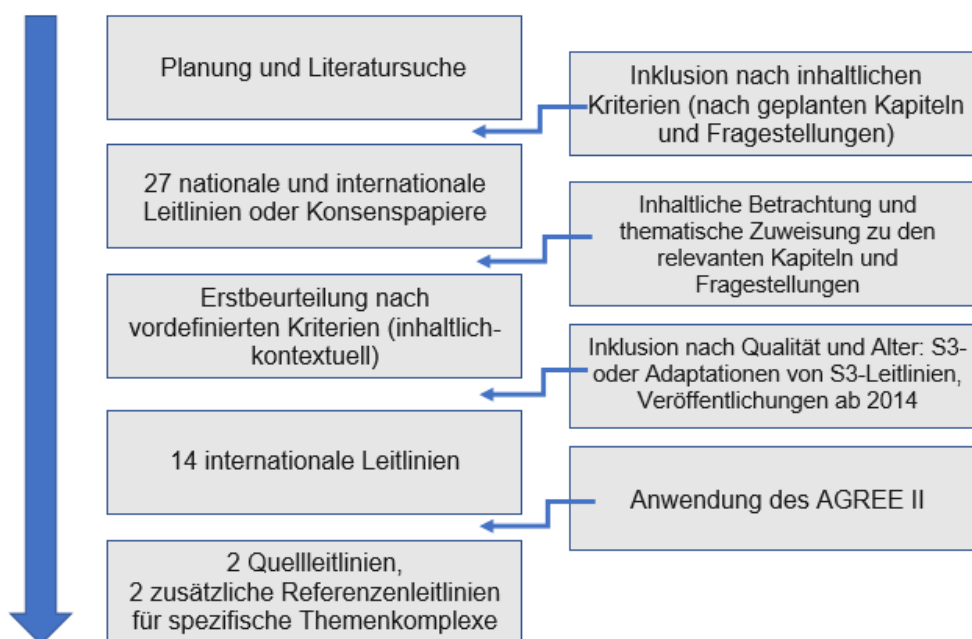 Planung und Literatursuche
Inklusion nach inhaltlichen
Kriterien (nach geplanten Kapiteln
und Fragestellungen)
27 nationale und internationale
Leitlinien oder Konsenspapiere
Inhaltliche Betrachtung und
thematische Zuweisung zu den
relevanten Kapiteln und
Fragestellungen
Erstbeurteilung nach
vordefinierten Kriterien (inhaltlich-
kontextuell)
Inklusion nach Qualität und Alter: S3-
oder Adaptationen von S3-Leitlinien,
Veröffentlichungen ab 2014
14 internationale Leitlinien
Anwendung des AGREE II
2 Quellleitlinien,
2 zusätzliche Referenzenleitlinien
für spezifische Themenkomplexe